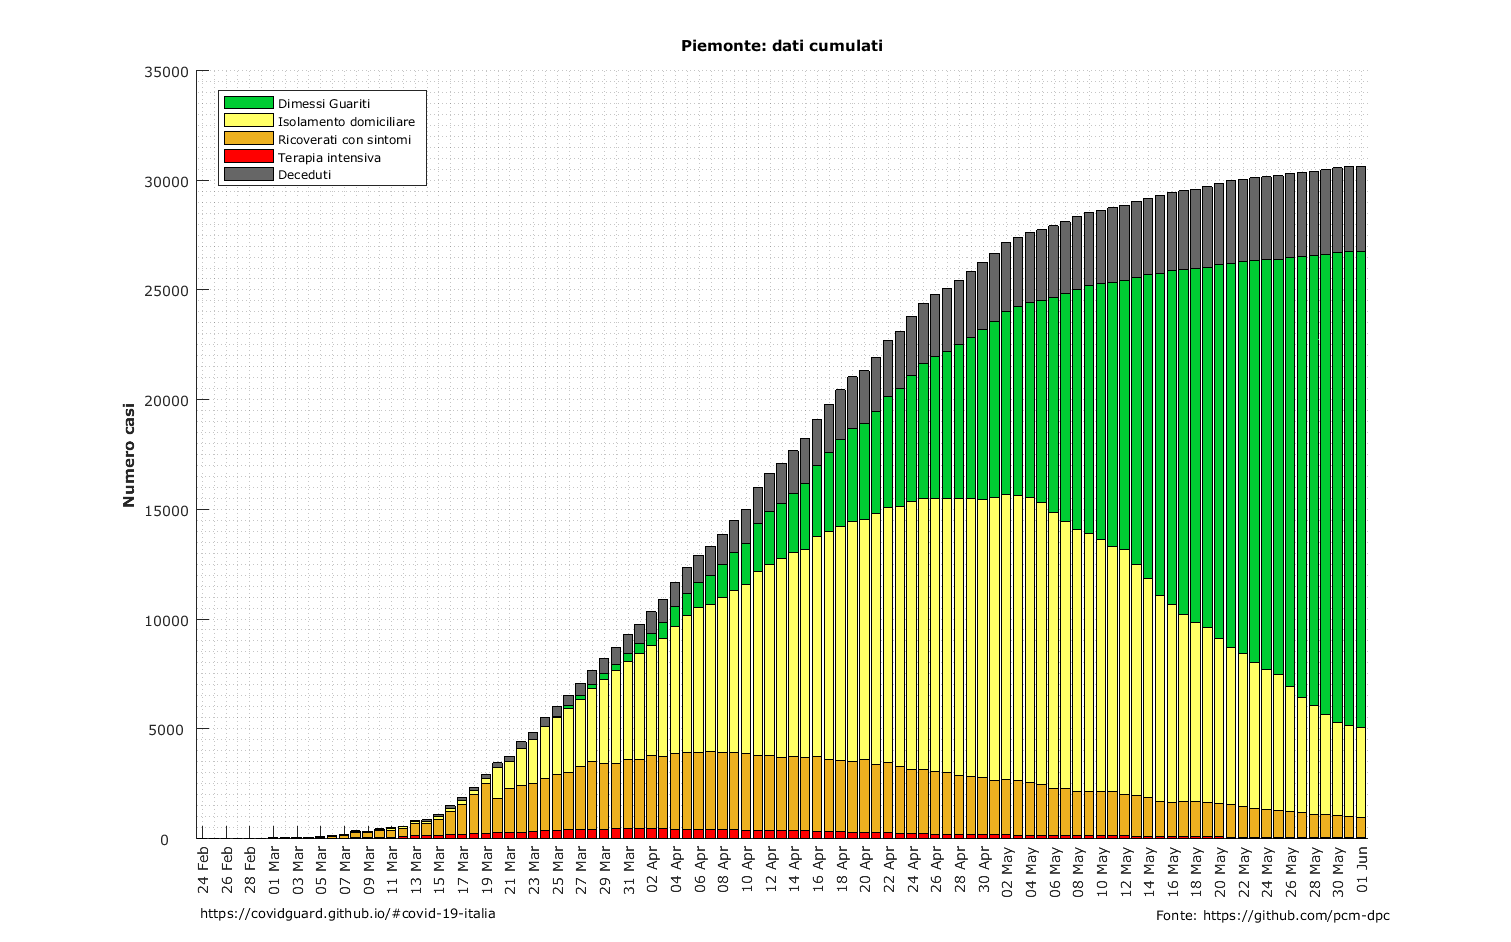 Piemonte: dati cumulati
35000
30000
25000
20000
15000
10000
5000
0
Numero casi
Dimessi Guariti
Isolamento domiciliare
Ricoverati con sintomi
Terapia intensiva
Deceduti
24 Feb
26 Feb
28 Feb
01 Mar
03 Mar
05 Mar
07 Mar
09 Mar
11 Mar
13 Mar
15 Mar
17 Mar
19 Mar
21 Mar
23 Mar
25 Mar
27 Mar
29 Mar
31 Mar
02 Apr
04 Apr
06 Apr
08 Apr
10 Apr
12 Apr
14 Apr
16 Apr
18 Apr
20 Apr
22 Apr
24 Apr
26 Apr
28 Apr
30 Apr
02 May
04 May
06 May
08 May
10 May
12 May
14 May
16 May
18 May
20 May
22 May
24 May
26 May
28 May
30 May
01 Jun
https://covidguard.github.io/#covid-19-italia
Fonte: https://github.com/pcm-dpc